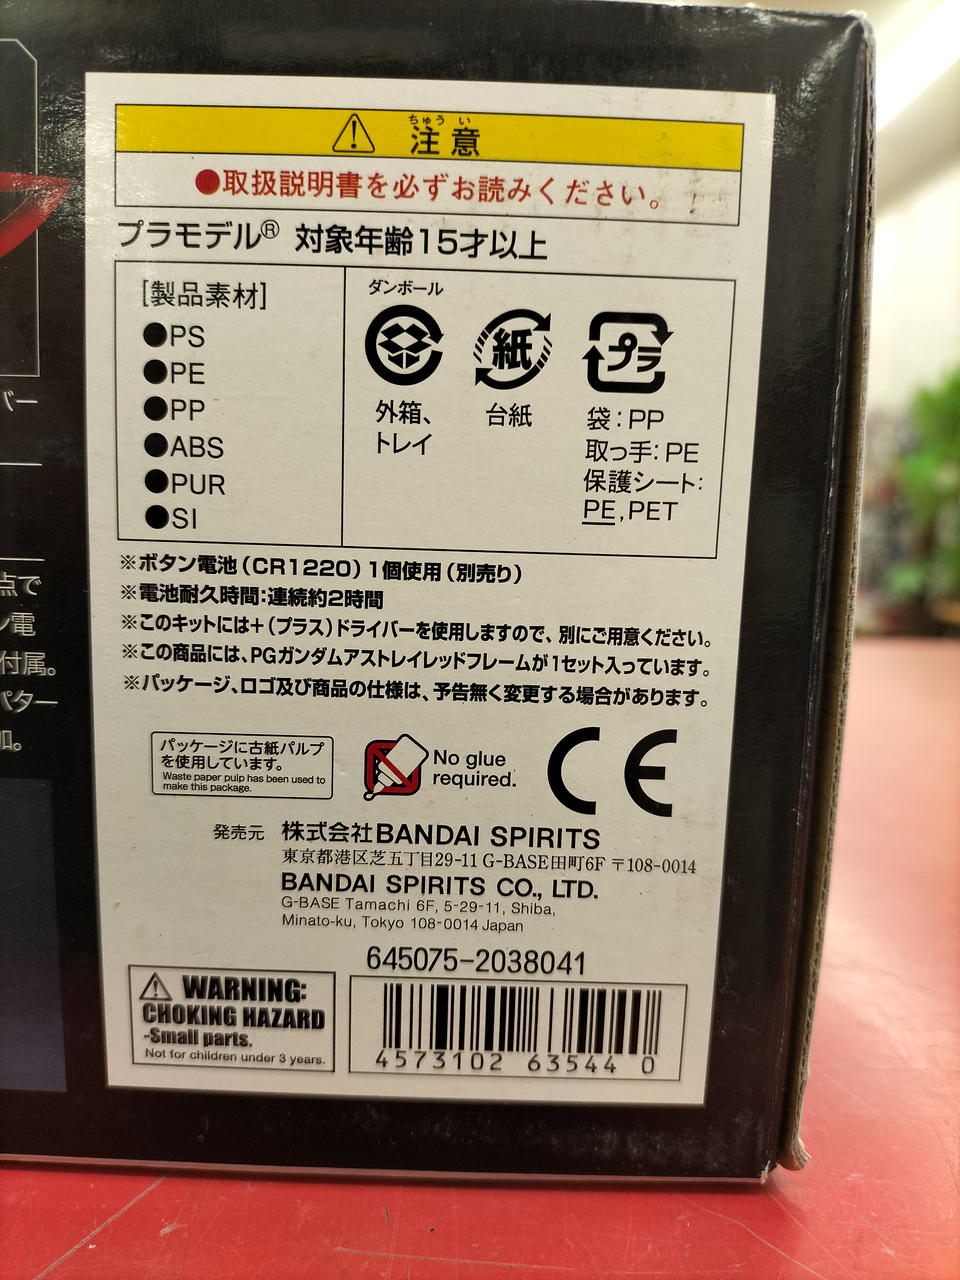 ちゅう い
注意
●取扱説明書を必ずお読みください。
プラモデル® 対象年齢15才以上
[製品素材]
●PS
●PE
●PP
●ABS
●PUR
●SI
ダンボール
紙
プラ
外箱、
トレイ
台紙
袋:PP
取っ手:PE
保護シート:
PE,PET
※ボタン電池(CR1220)1個使用(別売り)
※電池耐久時間:連続約2時間
※このキットには+(プラス)ドライバーを使用しますので、別にご用意ください。
※この商品には、PGガンダムアストレイレッドフレームが1セット入っています。
※パッケージ、ロゴ及び商品の仕様は、予告無く変更する場合があります。
パッケージに古紙パルプ
を使用しています。
Waste paper pulp has been used to
make this package.
No glue
required.
CE
発売元 株式会社BANDAI SPIRITS
東京都港区芝五丁目29-11 G-BASE田町6F 〒108-0014
BANDAI SPIRITS CO., LTD.
G-BASE Tamachi 6F, 5-29-11, Shiba,
Minato-ku, Tokyo 108-0014 Japan
645075-2038041
WARNING:
CHOKING HAZARD
-Small parts.
Not for children under 3 years.
4573102 63544 0
バー
点で
ン電
付属。
パター
加。